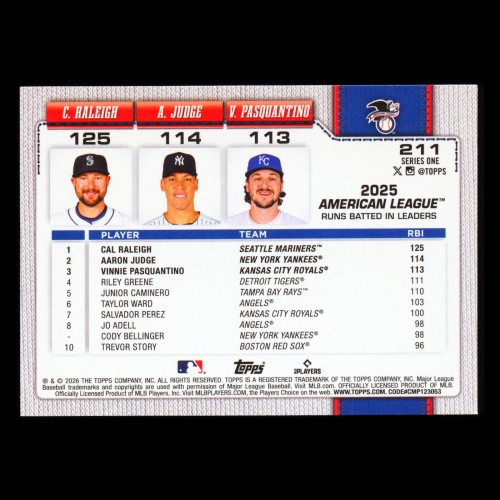 C. RALEIGH A. JUDGE V. PASQUANTINO
125 114 113
211
SERIES ONE
@TOPPS
2025
AMERICAN LEAGUE™
RUNS BATTED IN LEADERS
PLAYER TEAM RBI
1 CAL RALEIGH SEATTLE MARINERS™ 125
2 AARON JUDGE NEW YORK YANKEES® 114
3 VINNIE PASQUANTINO KANSAS CITY ROYALS® 113
4 RILEY GREENE DETROIT TIGERS® 111
5 JUNIOR CAMINERO TAMPA BAY RAYS™ 110
6 TAYLOR WARD ANGELS® 103
7 SALVADOR PEREZ KANSAS CITY ROYALS® 100
8 JO ADELL ANGELS® 98
- CODY BELLINGER NEW YORK YANKEES® 98
10 TREVOR STORY BOSTON RED SOX® 96
TOPPS
PLAYERS
® & © 2026 THE TOPPS COMPANY, INC. ALL RIGHTS RESERVED. TOPPS IS A REGISTERED TRADEMARK OF THE TOPPS COMPANY, INC. Major League
Baseball trademarks and copyrights are used with permission of Major League Baseball. Visit MLB.com. OFFICIALLY LICENSED PRODUCT OF MLB
Officially Licensed Product of MLB Players, Inc. Visit MLBPLAYERS.com, the Players Choice on the web. WWW.TOPPS.COM. CODE#CMP123053